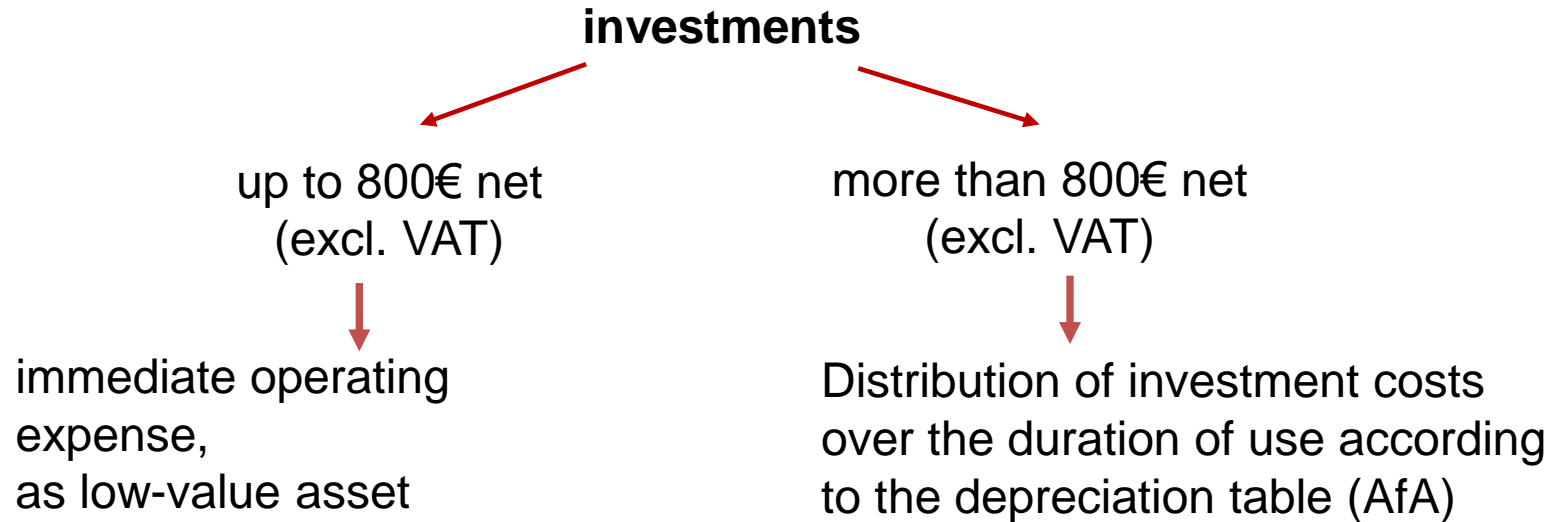 investments
up to 800€ net
(excl. VAT)
more than 800€ net
(excl. VAT)
immediate operating
expense,
as low-value asset
Distribution of investment costs
over the duration of use according
to the depreciation table (AfA)